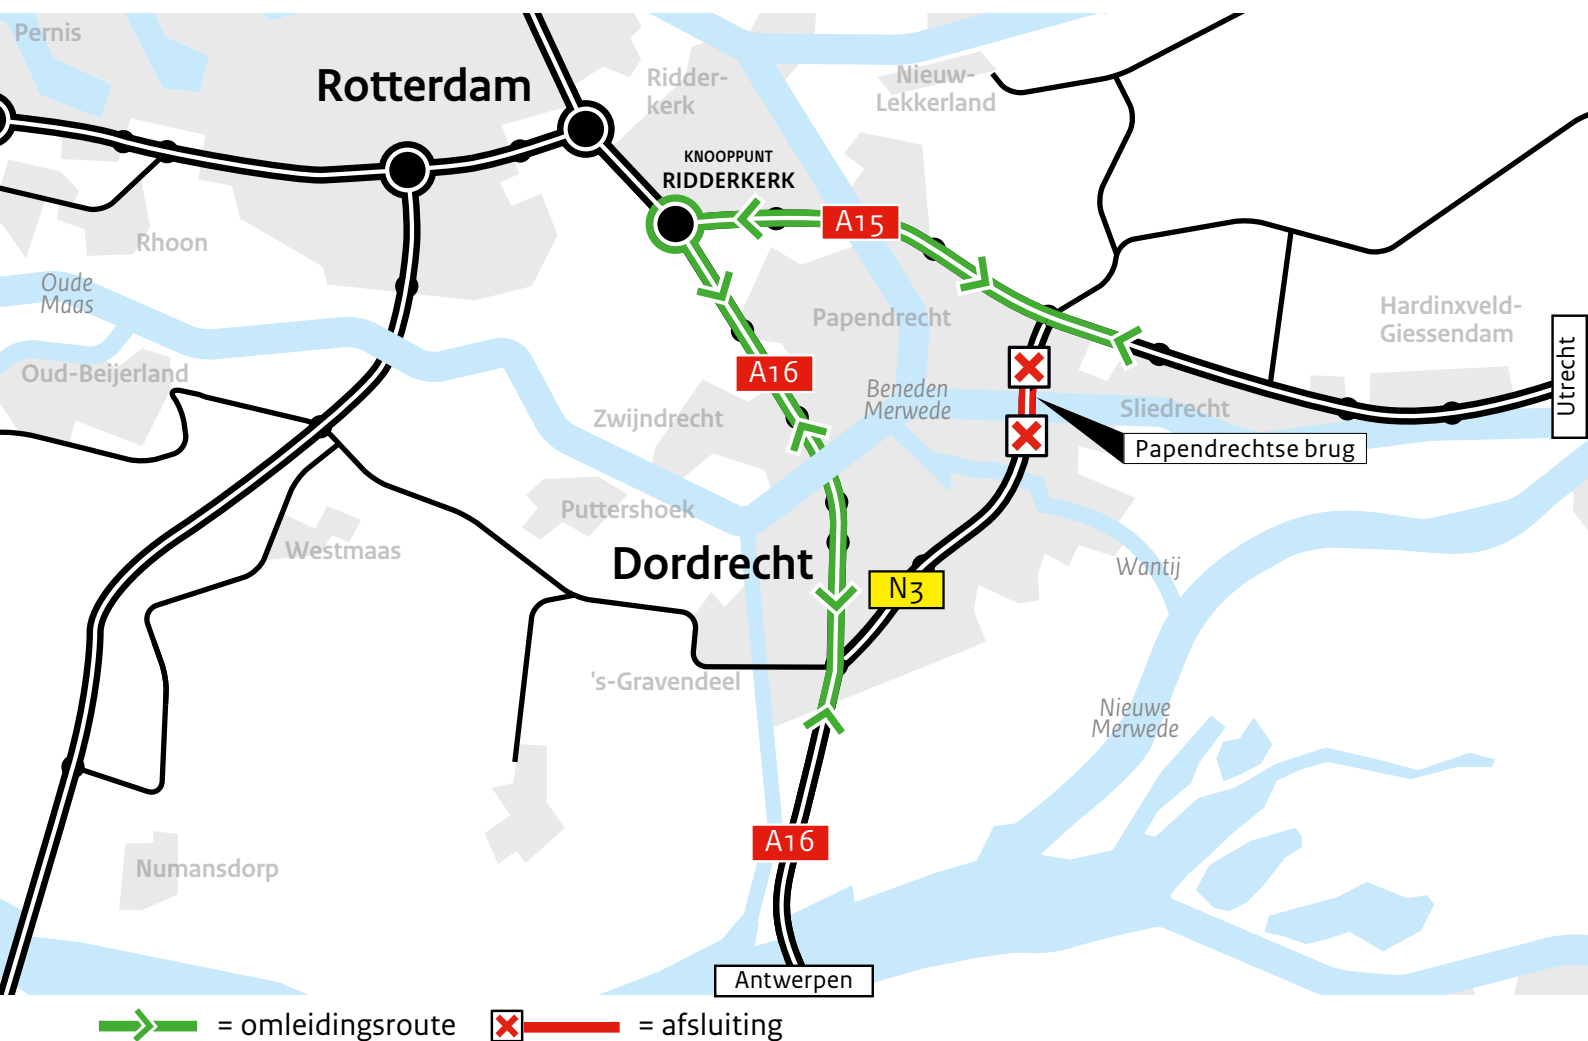 Pernis
Rotterdam
Ridder-
kerk
Nieuw-
Lekkerland
KNOOPPUNT
RIDDERKERK
A15
Rhoon
Oude
Maas
Papendrecht
Hardinxveld-
Giessendam
Utrecht
Oud-Beijerland
A16
Beneden
Merwede
Zwijndrecht
Sliedrecht
Papendrechtse brug
Puttershoek
Westmaas
Dordrecht
N3
Wantij
's-Gravendeel
Nieuwe
Merwede
A16
Numansdorp
Antwerpen
= omleidingsroute
= afsluiting